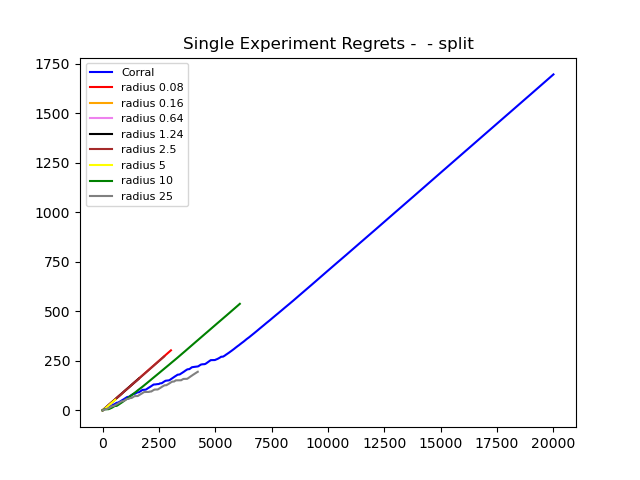 Single Experiment Regrets -  - split
1750
1500
1250
1000
750
500
250
0
Corral
radius 0.08
radius 0.16
radius 0.64
radius 1.24
radius 2.5
radius 5
radius 10
radius 25
0 2500 5000 7500 10000 12500 15000 17500 20000